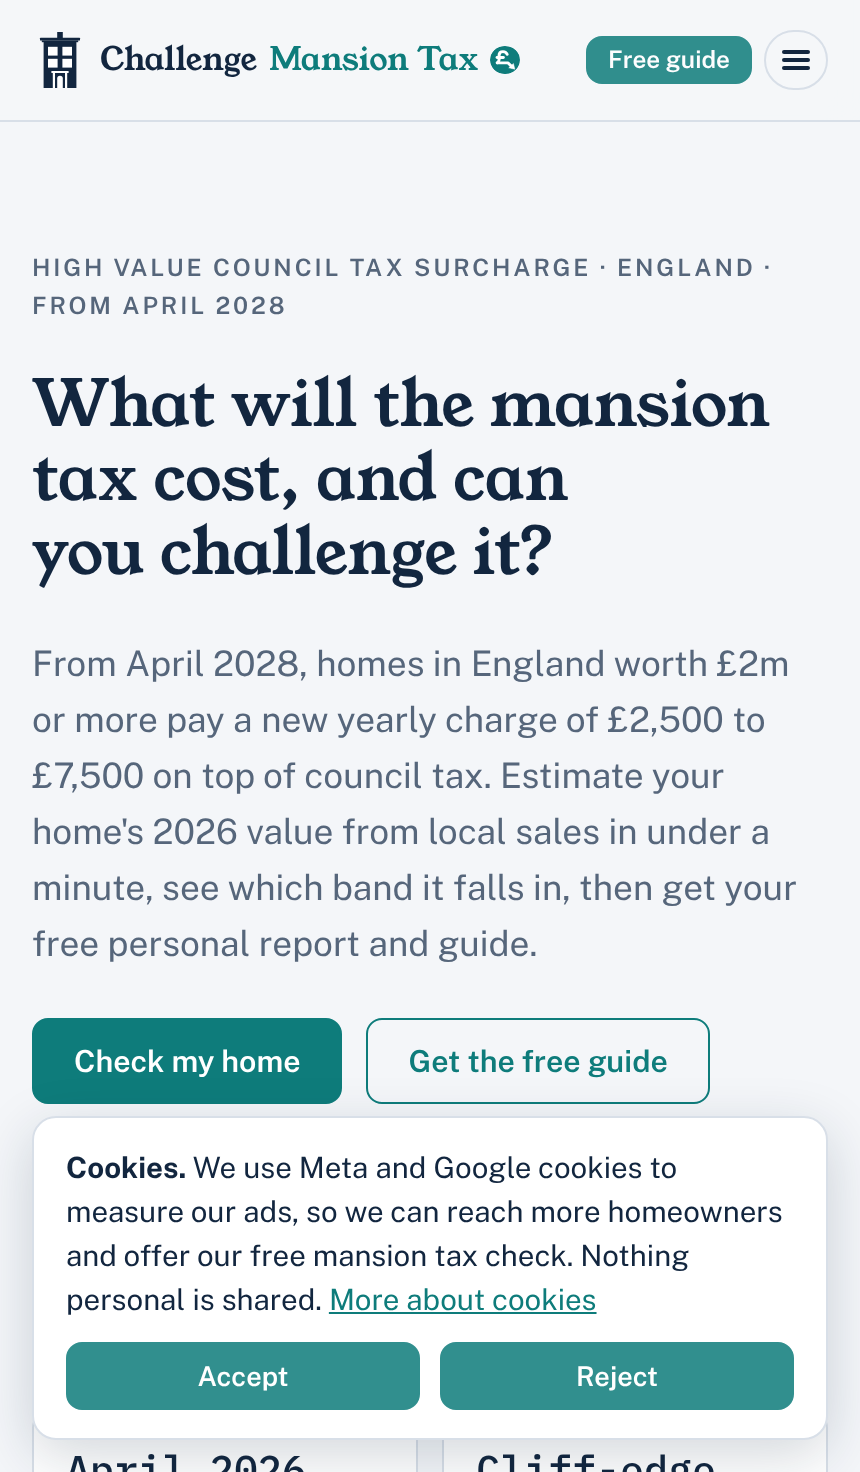 Challenge Mansion Tax £
Free guide
HIGH VALUE COUNCIL TAX SURCHARGE · ENGLAND ·
FROM APRIL 2028
What will the mansion
tax cost, and can
you challenge it?
From April 2028, homes in England worth £2m
or more pay a new yearly charge of £2,500 to
£7,500 on top of council tax. Estimate your
home's 2026 value from local sales in under a
minute, see which band it falls in, then get your
free personal report and guide.
Check my home
Get the free guide
Cookies. We use Meta and Google cookies to
measure our ads, so we can reach more homeowners
and offer our free mansion tax check. Nothing
personal is shared. More about cookies
Accept
Reject
April 2026
Cliff-edge